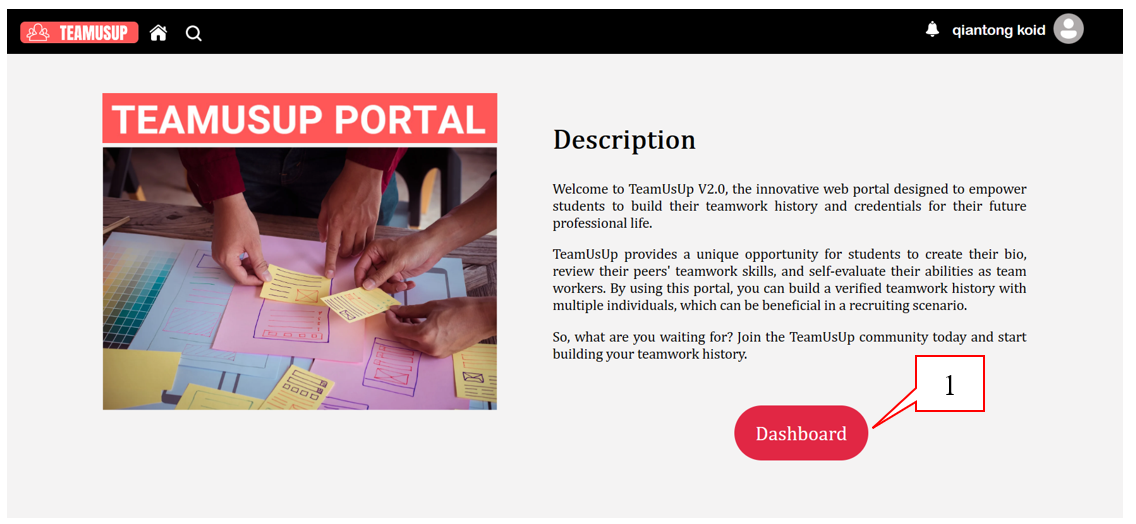 TEAMUSUP
qiantong koid
TEAMUSUP PORTAL
Description
Welcome to TeamUsUp V2.0, the innovative web portal designed to empower
students to build their teamwork history and credentials for their future
professional life.
TeamUsUp provides a unique opportunity for students to create their bio,
review their peers' teamwork skills, and self-evaluate their abilities as team
workers. By using this portal, you can build a verified teamwork history with
multiple individuals, which can be beneficial in a recruiting scenario.
So, what are you waiting for? Join the TeamUsUp community today and start
building your teamwork history.
1
Dashboard